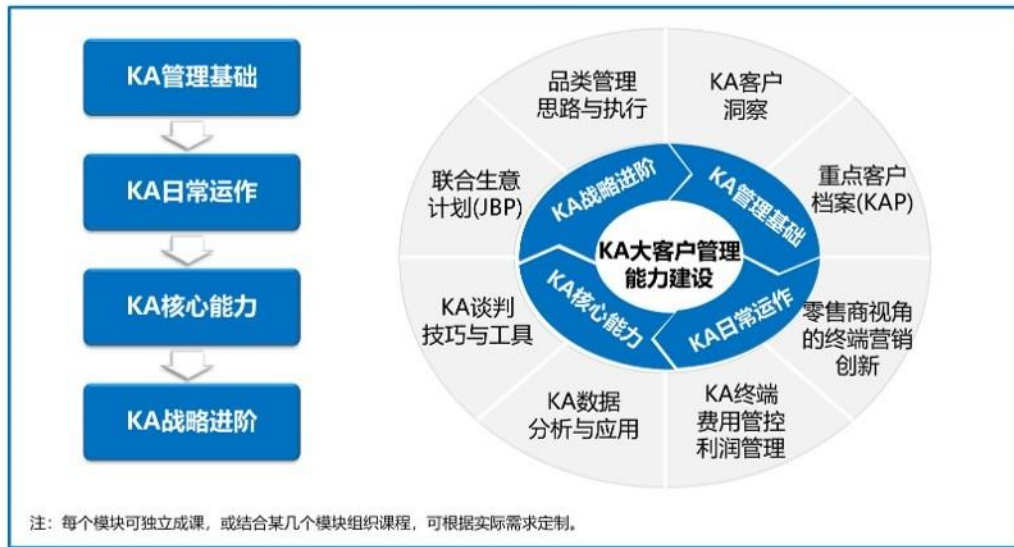 KA管理基础
KA日常运作
KA核心能力
KA战略进阶
品类管理
思路与执行
KA客户
洞察
联合生意
计划(JBP)
重点客户
档案(KAP)
KA战略进阶
KA管理基础
KA大客户管理
能力建设
KA核心能力
KA日常运作
KA谈判
技巧与工具
零售商视角
的终端营销
创新
KA数据
分析与应用
KA终端
费用管控
利润管理
注：每个模块可独立成课，或结合某几个模块组织课程，可根据实际需求定制。